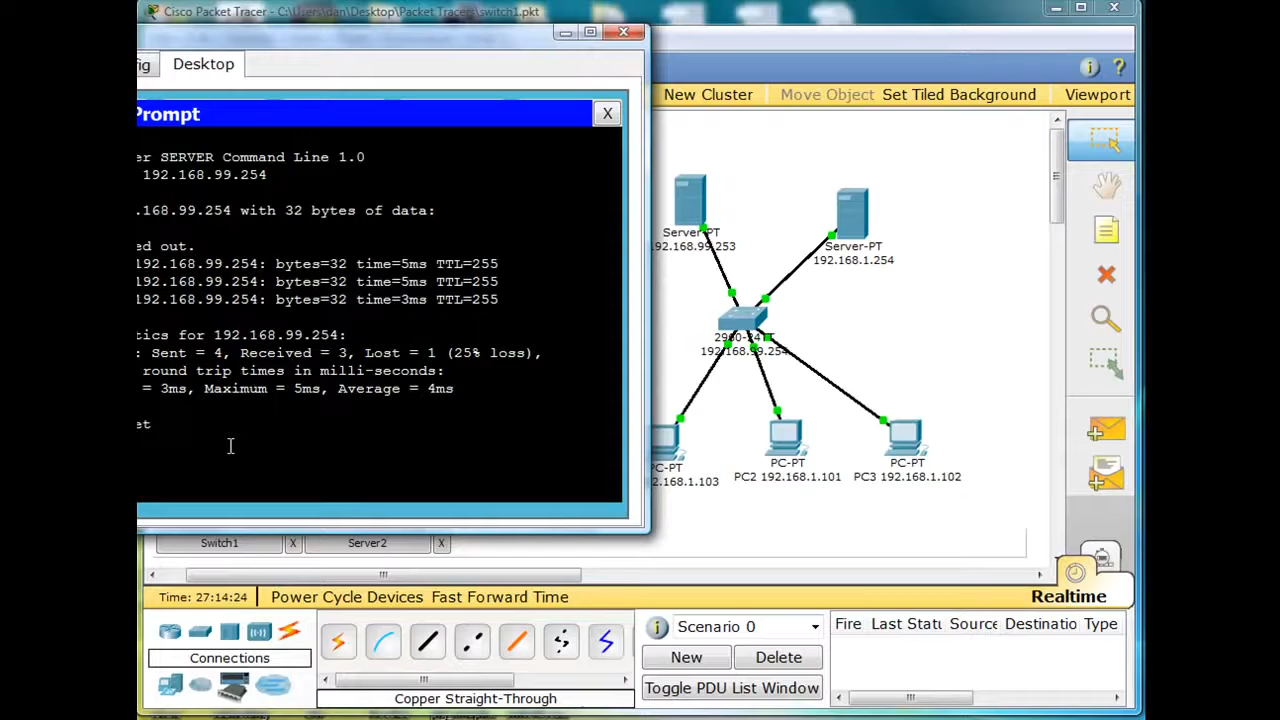 Cisco Packet Tracer - C:\Users\dan\Desktop\Packet Tracers\switch1.pkt
ig
Desktop
New Cluster
Move Object
Set Tiled Background
Viewport
Prompt
X
er SERVER Command Line 1.0
192.168.99.254
.168.99.254 with 32 bytes of data:
ed out.
192.168.99.254: bytes=32 time=5ms TTL=255
192.168.99.254: bytes=32 time=5ms TTL=255
192.168.99.254: bytes=32 time=3ms TTL=255
tics for 192.168.99.254:
: Sent = 4, Received = 3, Lost = 1 (25% loss),
round trip times in milli-seconds:
= 3ms, Maximum = 5ms, Average = 4ms
et
Server-PT
192.168.99.253
Server-PT
192.168.1.254
2960-24TT
192.168.99.254
PC-PT
168.1.103
PC-PT
PC2 192.168.1.101
PC-PT
PC3 192.168.1.102
Switch1
X
Server2
X
Time: 27:14:24
Power Cycle Devices Fast Forward Time
Realtime
Connections
Copper Straight-Through
Scenario 0
New
Delete
Toggle PDU List Window
Fire
Last Statu
Source
Destinatio
Type